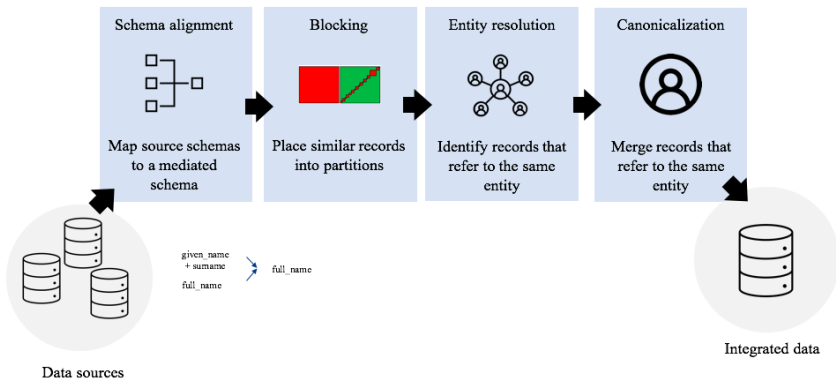 Schema alignment
Map source schemas
to a mediated
schema
Blocking
Place similar records
into partitions
Entity resolution
Identify records that
refer to the same
entity
Canonicalization
Merge records that
refer to the same
entity
given_name
+ surname
full_name
full_name
Data sources
Integrated data